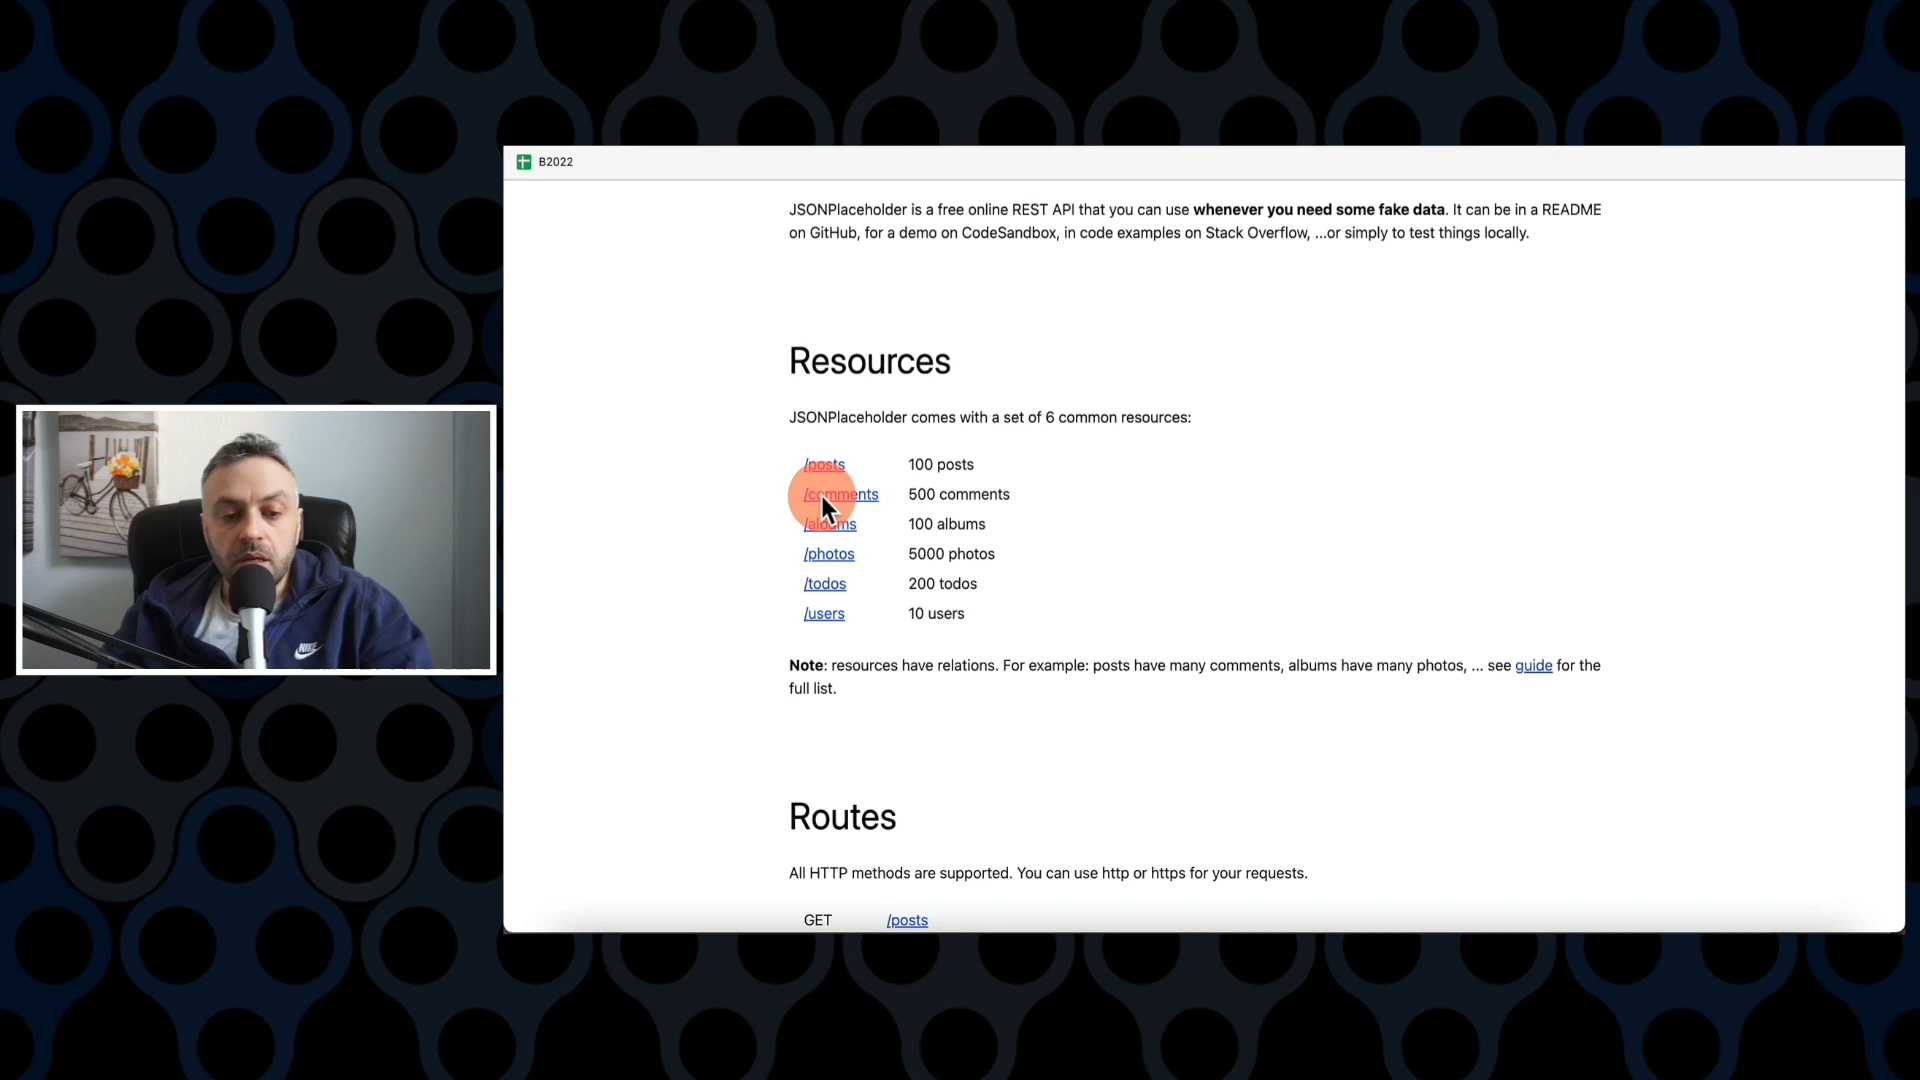 B2022
JSONPlaceholder is a free online REST API that you can use whenever you need some fake data. It can be in a README
on GitHub, for a demo on CodeSandbox, in code examples on Stack Overflow, ...or simply to test things locally.
Resources
JSONPlaceholder comes with a set of 6 common resources:
/posts 100 posts
/comments 500 comments
/albums 100 albums
/photos 5000 photos
/todos 200 todos
/users 10 users
Note: resources have relations. For example: posts have many comments, albums have many photos, ... see guide for the
full list.
Routes
All HTTP methods are supported. You can use http or https for your requests.
GET /posts
NIKE